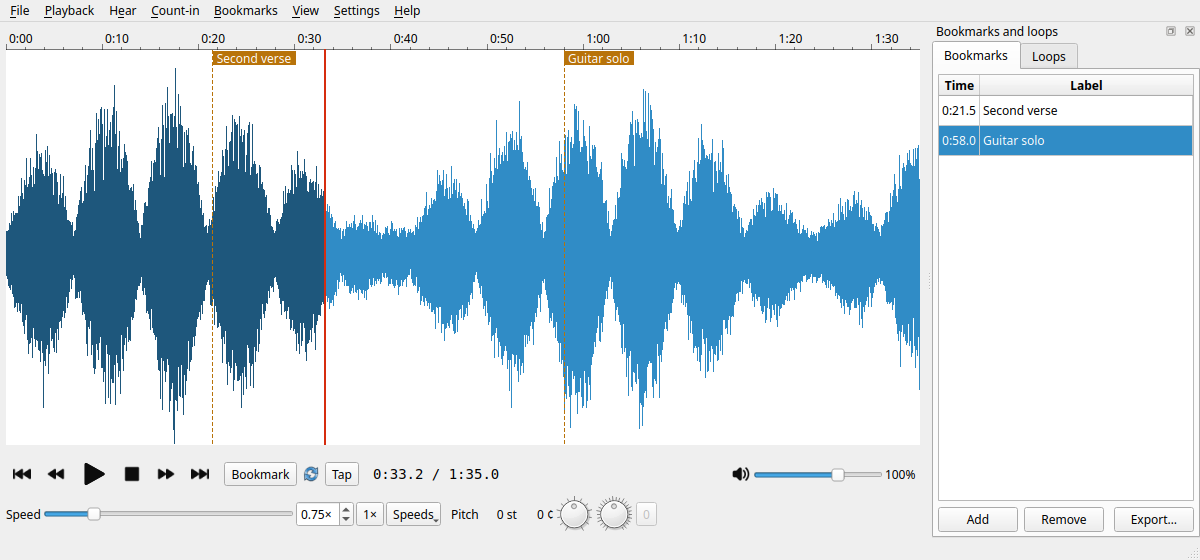 File Playback Hear Count-in Bookmarks View Settings Help
0:00 0:10 0:20 0:30 0:40 0:50 1:00 1:10 1:20 1:30
Second verse Guitar solo
Bookmark Tap 0:33.2 / 1:35.0 100%
Speed 0.75× 1× Speeds Pitch 0 st 0 ¢ 0
Bookmarks and loops
Bookmarks Loops
Time Label
0:21.5 Second verse
0:58.0 Guitar solo
Add Remove Export...